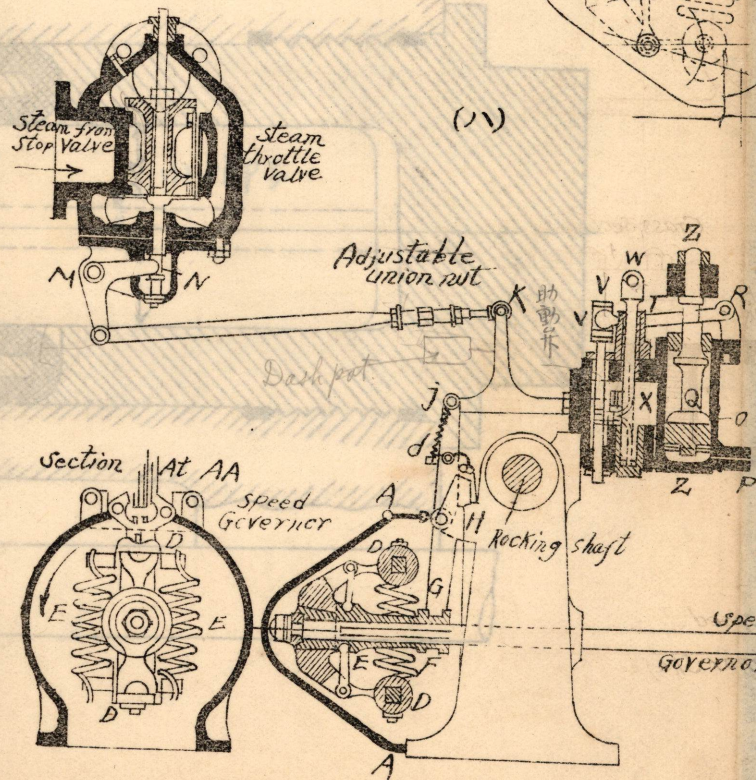 (ハ)
Steam from
Stop Valve
steam
throttle
valve
M
N
Adjustable
union nut
K
助動弁
Dash pot
j
d
V
V
W
T
Z
R
X
Q
O
P
Z
H
Rocking shaft
Section At AA
Speed
Governor
D
E
E
D
A
D
G
E
F
D
A
Governo